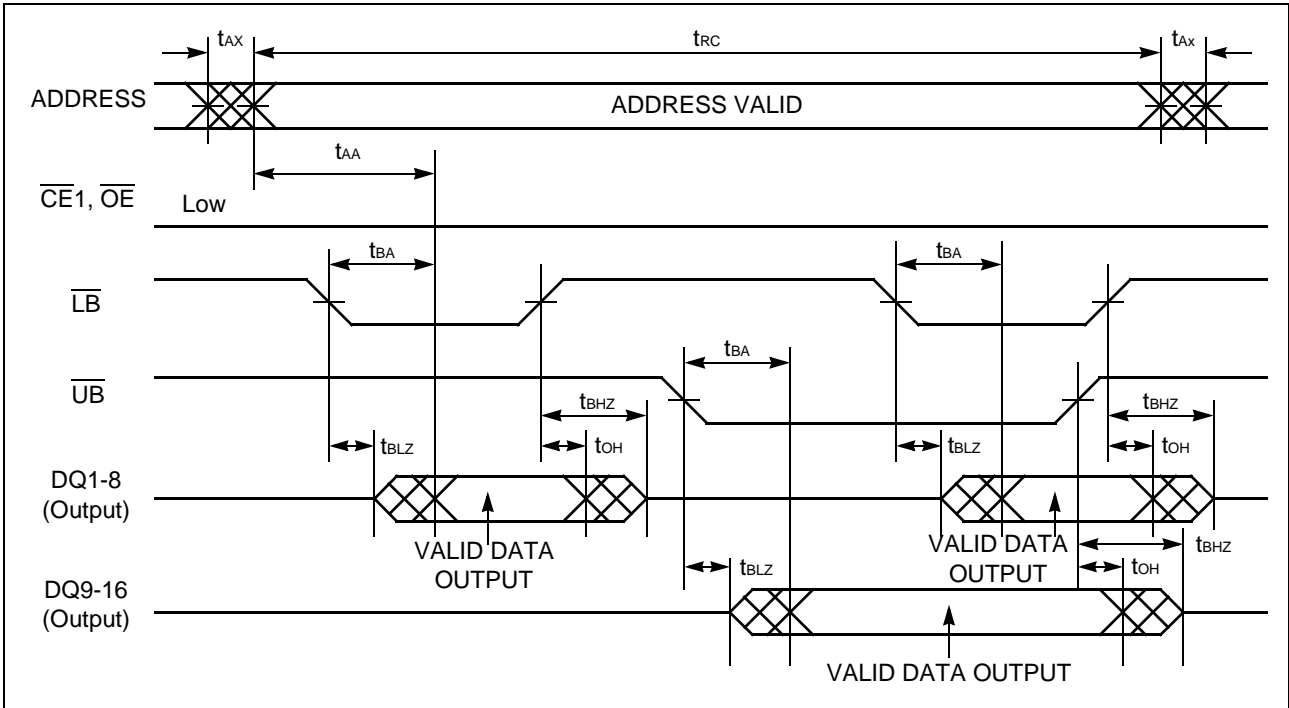 tAX tRC tAx
ADDRESS ADDRESS VALID
tAA
CE1, OE Low
tBA tBA
LB
tBA
UB
tBHZ tBHZ
tBLZ tOH tBLZ tOH
DQ1-8
(Output)
VALID DATA
OUTPUT
VALID DATA
OUTPUT
tBHZ
tBLZ tOH
DQ9-16
(Output)
VALID DATA OUTPUT